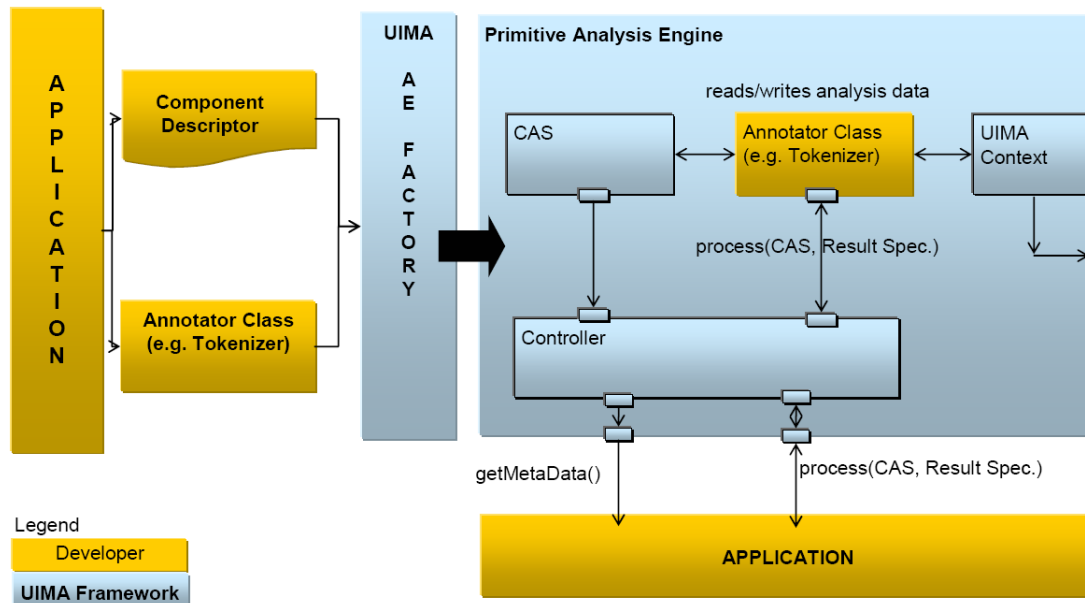 APPLICATION
Component
Descriptor
Annotator Class
(e.g. Tokenizer)
UIMA
AE
FACTORY
Primitive Analysis Engine
reads/writes analysis data
CAS
Annotator Class
(e.g. Tokenizer)
UIMA
Context
process(CAS, Result Spec.)
Controller
getMetaData()
process(CAS, Result Spec.)
APPLICATION
Legend
Developer
UIMA Framework